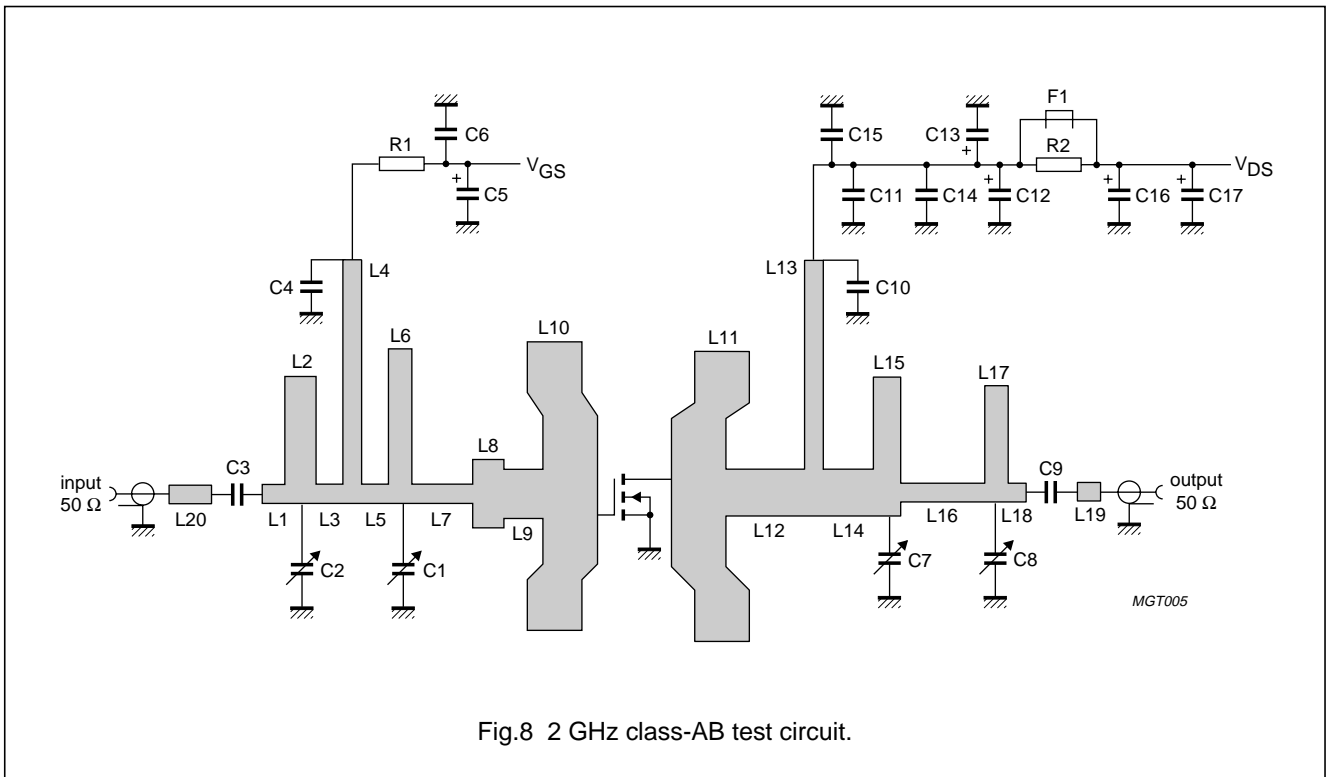 F1
C6
C15
C13
+
R1
R2
VGS
VDS
+
C5
C11
C14
+
C12
+
C16
+
C17
L4
L13
C4
C10
L6
L10
L11
L2
L15
L17
L8
input
50 Ω
C3
C9
output
50 Ω
L20
L1
L3
L5
L7
L9
L12
L14
L16
L18
L19
C2
C1
C7
C8
MGT005
Fig.8 2 GHz class-AB test circuit.